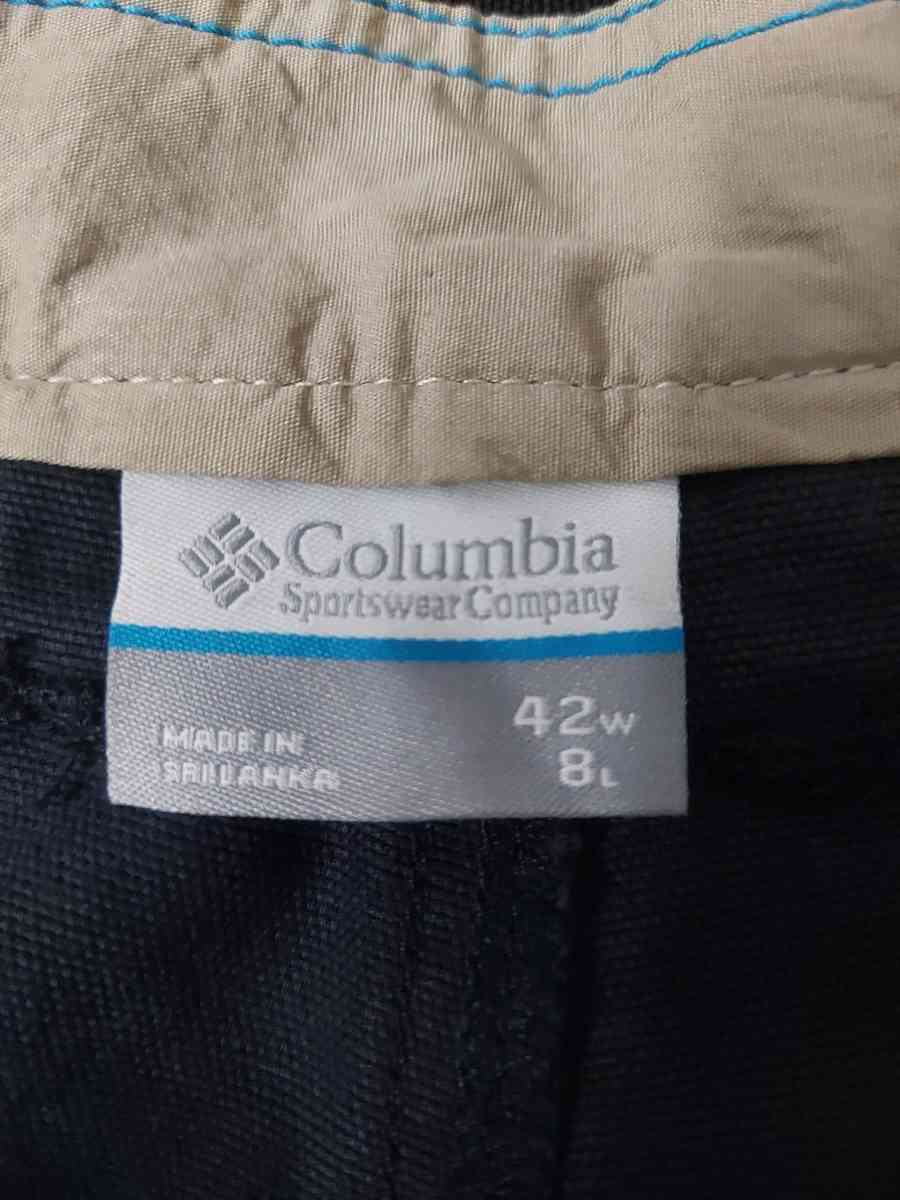 Columbia
Sportswear Company
42W
8L
MADE IN
SRI LANKA